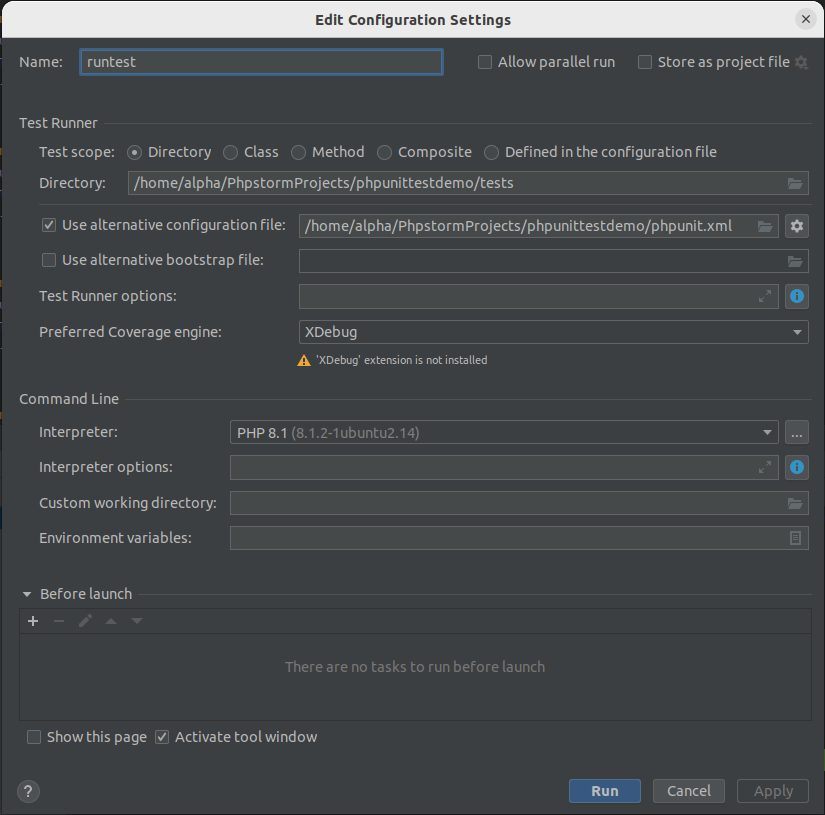 Edit Configuration Settings
Name: runtest Allow parallel run Store as project file
Test Runner
Test scope: Directory Class Method Composite Defined in the configuration file
Directory: /home/alpha/PhpstormProjects/phpunittestdemo/tests
Use alternative configuration file: /home/alpha/PhpstormProjects/phpunittestdemo/phpunit.xml
Use alternative bootstrap file:
Test Runner options:
Preferred Coverage engine: XDebug
'XDebug' extension is not installed
Command Line
Interpreter: PHP 8.1 (8.1.2-1ubuntu2.14) ...
Interpreter options:
Custom working directory:
Environment variables:
Before launch
There are no tasks to run before launch
Show this page Activate tool window
? Run Cancel Apply